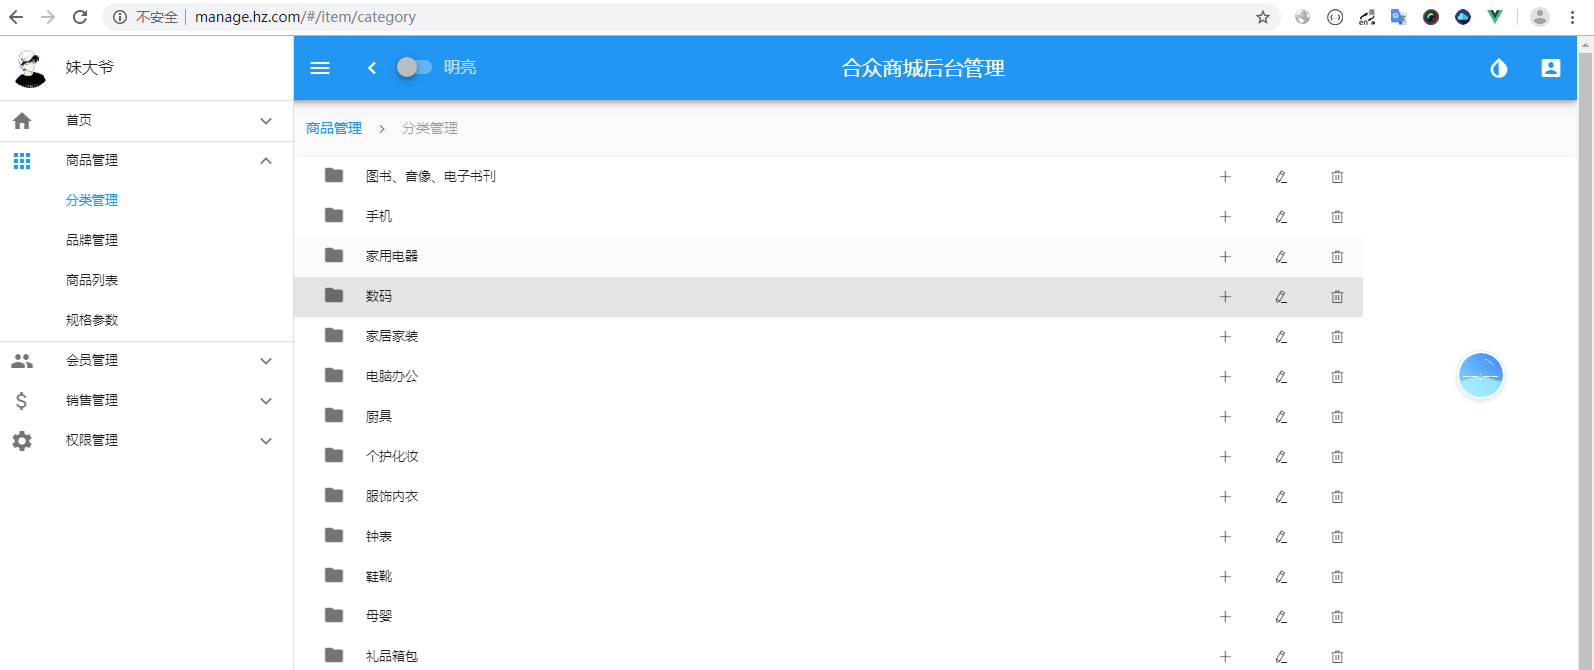 不安全 manage.hz.com/#/item/category
妹大爷
明亮
合众商城后台管理
首页
商品管理
分类管理
品牌管理
商品列表
规格参数
会员管理
销售管理
权限管理
商品管理 > 分类管理
图书、音像、电子书刊
手机
家用电器
数码
家居家装
电脑办公
厨具
个护化妆
服饰内衣
钟表
鞋靴
母婴
礼品箱包